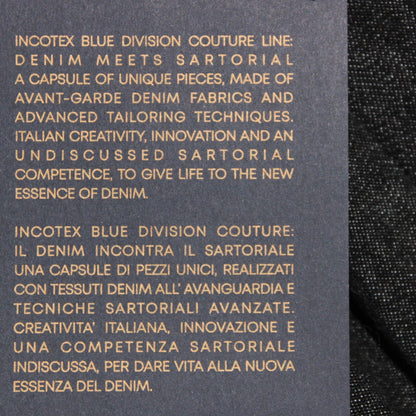 INCOTEX BLUE DIVISION COUTURE LINE:
DENIM MEETS SARTORIAL
A CAPSULE OF UNIQUE PIECES, MADE OF
AVANT-GARDE DENIM FABRICS AND
ADVANCED TAILORING TECHNIQUES.
ITALIAN CREATIVITY, INNOVATION AND AN
UNDISCUSSED SARTORIAL
COMPETENCE, TO GIVE LIFE TO THE NEW
ESSENCE OF DENIM.
INCOTEX BLUE DIVISION COUTURE:
IL DENIM INCONTRA IL SARTORIALE
UNA CAPSULE DI PEZZI UNICI, REALIZZATI
CON TESSUTI DENIM ALL' AVANGUARDIA E
TECNICHE SARTORIALI AVANZATE.
CREATIVITA' ITALIANA, INNOVAZIONE E
UNA COMPETENZA SARTORIALE
INDISCUSSA, PER DARE VITA ALLA NUOVA
ESSENZA DEL DENIM.